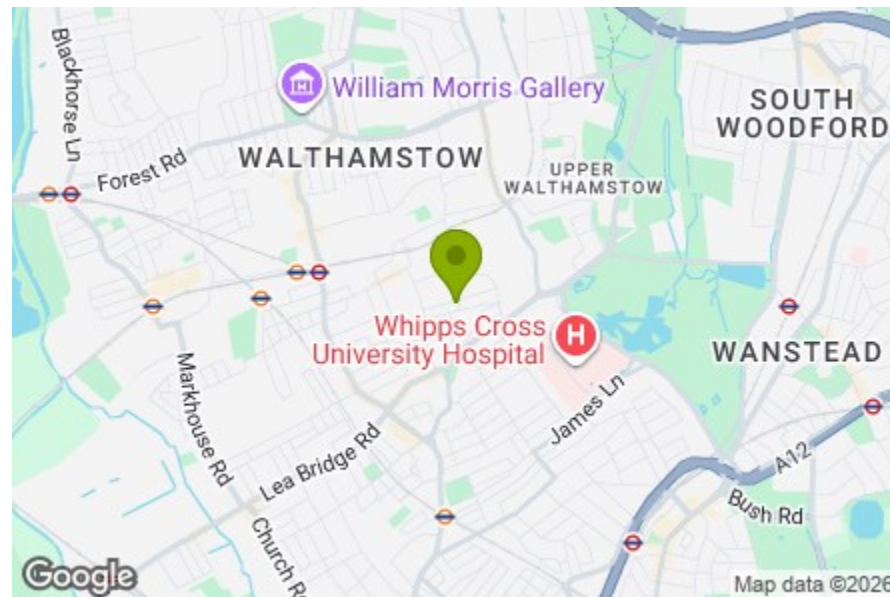 Blackhorse Ln
William Morris Gallery
SOUTH
WOODFORD
WALTHAMSTOW
Forest Rd
UPPER
WALTHAMSTOW
Whipps Cross
University Hospital
H
WANSTEAD
Markhouse Rd
James Ln
Lea Bridge Rd
A12
Bush Rd
Church Rd
Google
Map data ©2026